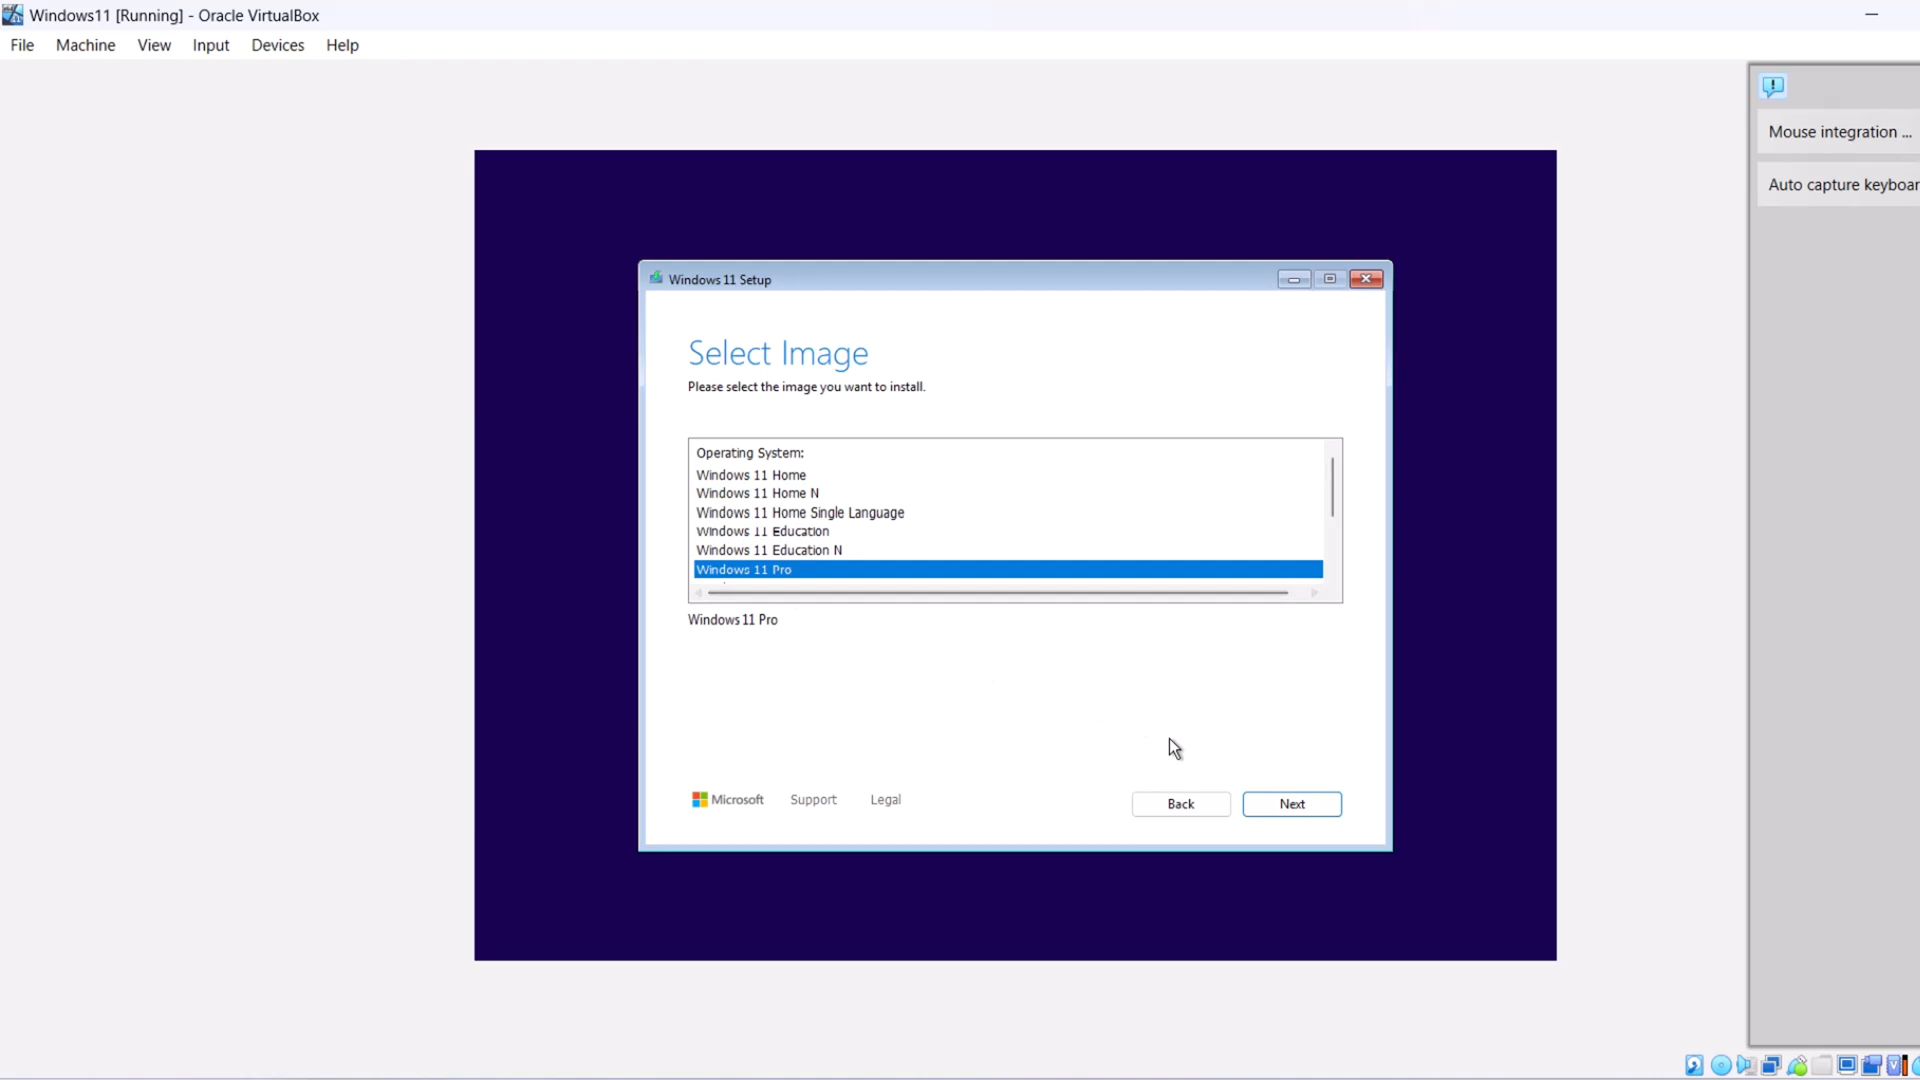 Windows11 [Running] - Oracle VirtualBox
File Machine View Input Devices Help
Mouse integration ...
Auto capture keyboar
Windows 11 Setup
Select Image
Please select the image you want to install.
Operating System:
Windows 11 Home
Windows 11 Home N
Windows 11 Home Single Language
Windows 11 Education
Windows 11 Education N
Windows 11 Pro
Windows 11 Pro
Microsoft Support Legal
Back Next